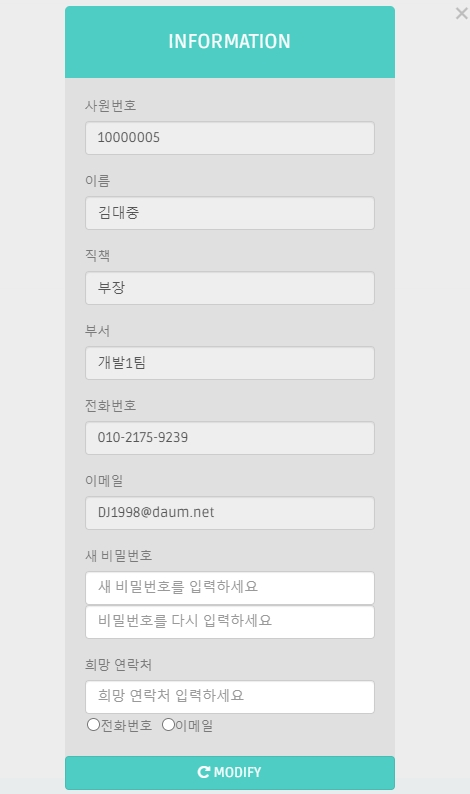 INFORMATION
사원번호
10000005
이름
김대중
직책
부장
부서
개발1팀
전화번호
010-2175-9239
이메일
DJ1998@daum.net
새 비밀번호
새 비밀번호를 입력하세요
비밀번호를 다시 입력하세요
희망 연락처
희망 연락처 입력하세요
전화번호 이메일
MODIFY